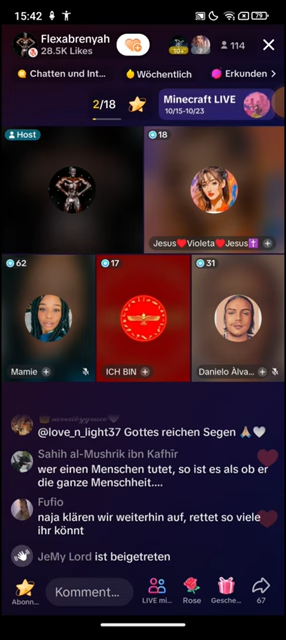 15:42
79
Flexabrenyah
28.5K Likes
10+
114
Chatten und Int...
Wöchentlich
Erkunden
2/18
Minecraft LIVE
10/15-10/23
Host
18
Jesus❤️Violeta❤️Jesus✝️ +
62
17
31
Mamie +
ICH BIN +
Danielo Àlva... +
@love_n_light37 Gottes reichen Segen 🙏🤍
Sahih al-Mushrik ibn Kafhīr
wer einen Menschen tutet, so ist es als ob er
die ganze Menschheit....
Fufio
naja klären wir weiterhin auf, rettet so viele
ihr könnt
JeMy Lord ist beigetreten
Komment...
Abonn...
LIVE mi...
Rose
Gesche...
67